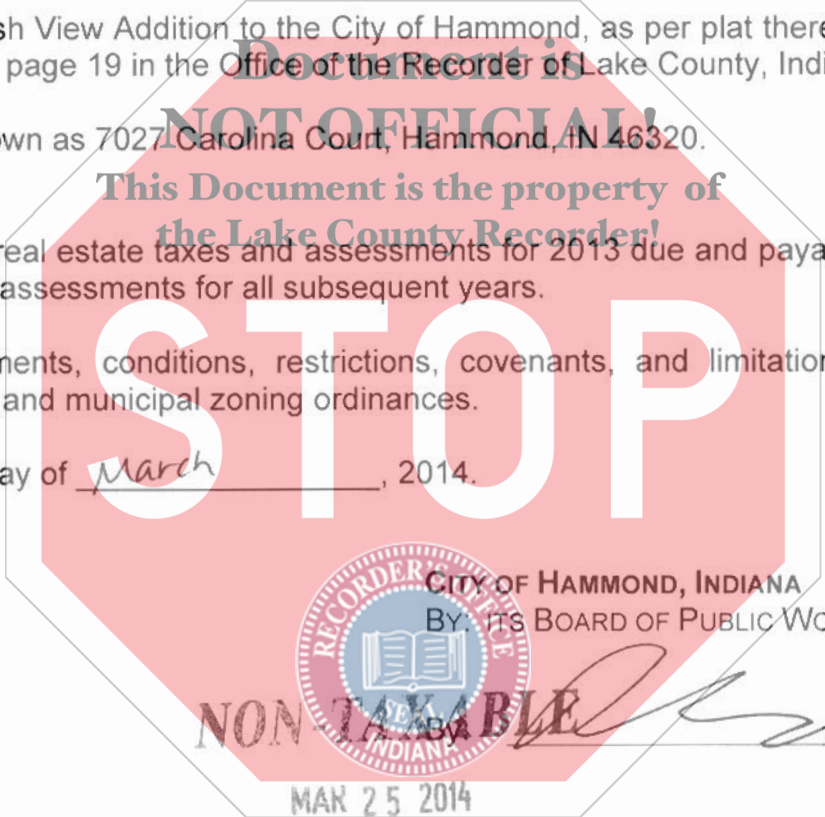 sh View Addition to the City of Hammond, as per plat there
page 19 in the Office of the Recorder of Lake County, Indi
Document is
NOT OFFICIAL!
own as 7027 Carolina Court, Hammond, IN 46320.
This Document is the property of
the Lake County Recorder!
real estate taxes and assessments for 2013 due and paya
assessments for all subsequent years.
STOP
ments, conditions, restrictions, covenants, and limitation
and municipal zoning ordinances.
ay of March, 2014.
RECORDER'S OFFICE
SEAL
INDIANA
CITY OF HAMMOND, INDIANA
BY: ITS BOARD OF PUBLIC WO
NON-TAXABLE
By
MAR 25 2014